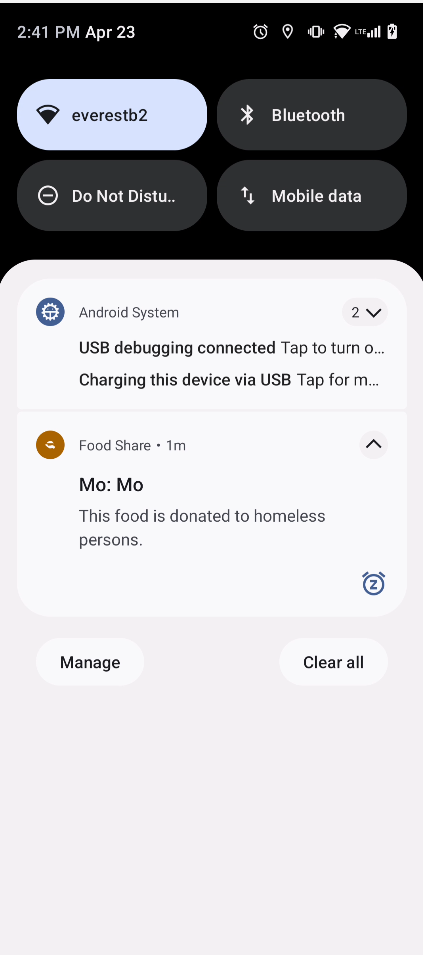 2:41 PM Apr 23
LTE
everestb2
Bluetooth
Do Not Distu..
Mobile data
Android System
2
USB debugging connected Tap to turn o...
Charging this device via USB Tap for m...
Food Share • 1m
Mo: Mo
This food is donated to homeless
persons.
z
Manage
Clear all